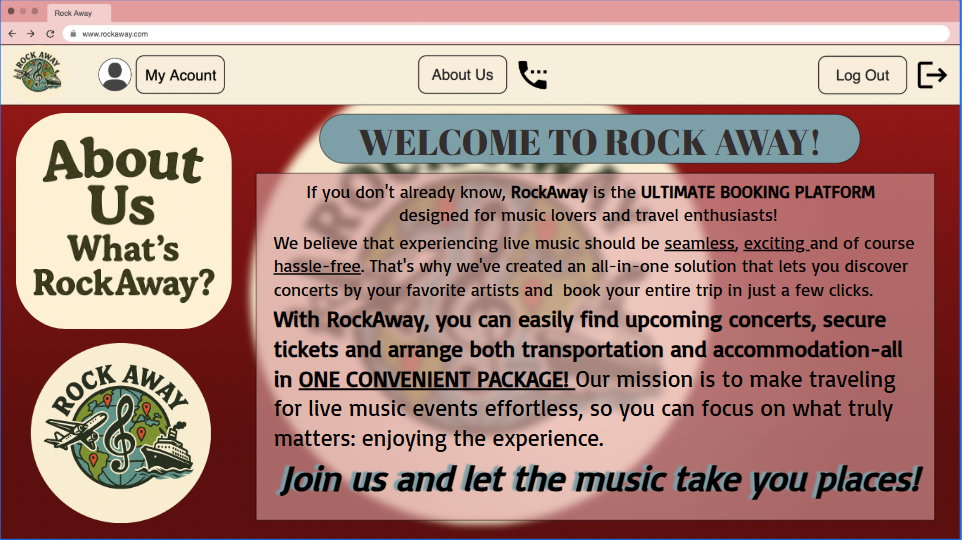 Rock Away
www.rockaway.com
ROCK AWAY
My Acount
About Us
Log Out
About
Us
What's
RockAway?
ROCK AWAY
WELCOME TO ROCK AWAY!
If you don't already know, RockAway is the ULTIMATE BOOKING PLATFORM
designed for music lovers and travel enthusiasts!
We believe that experiencing live music should be seamless, exciting and of course
hassle-free. That's why we've created an all-in-one solution that lets you discover
concerts by your favorite artists and  book your entire trip in just a few clicks.
With RockAway, you can easily find upcoming concerts, secure
tickets and arrange both transportation and accommodation-all
in ONE CONVENIENT PACKAGE! Our mission is to make traveling
for live music events effortless, so you can focus on what truly
matters: enjoying the experience.
Join us and let the music take you places!